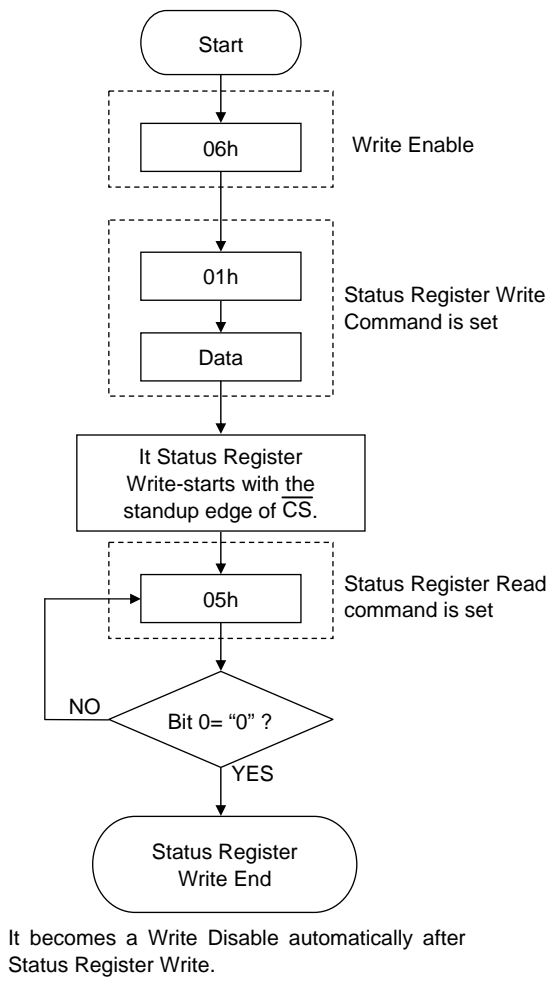 Start
06h
Write Enable
01h
Status Register Write
Command is set
Data
It Status Register
Write-starts with the
standup edge of C̅S̅.
Status Register Read
command is set
05h
NO
Bit 0= “0” ?
YES
Status Register
Write End
It becomes a Write Disable automatically after
Status Register Write.